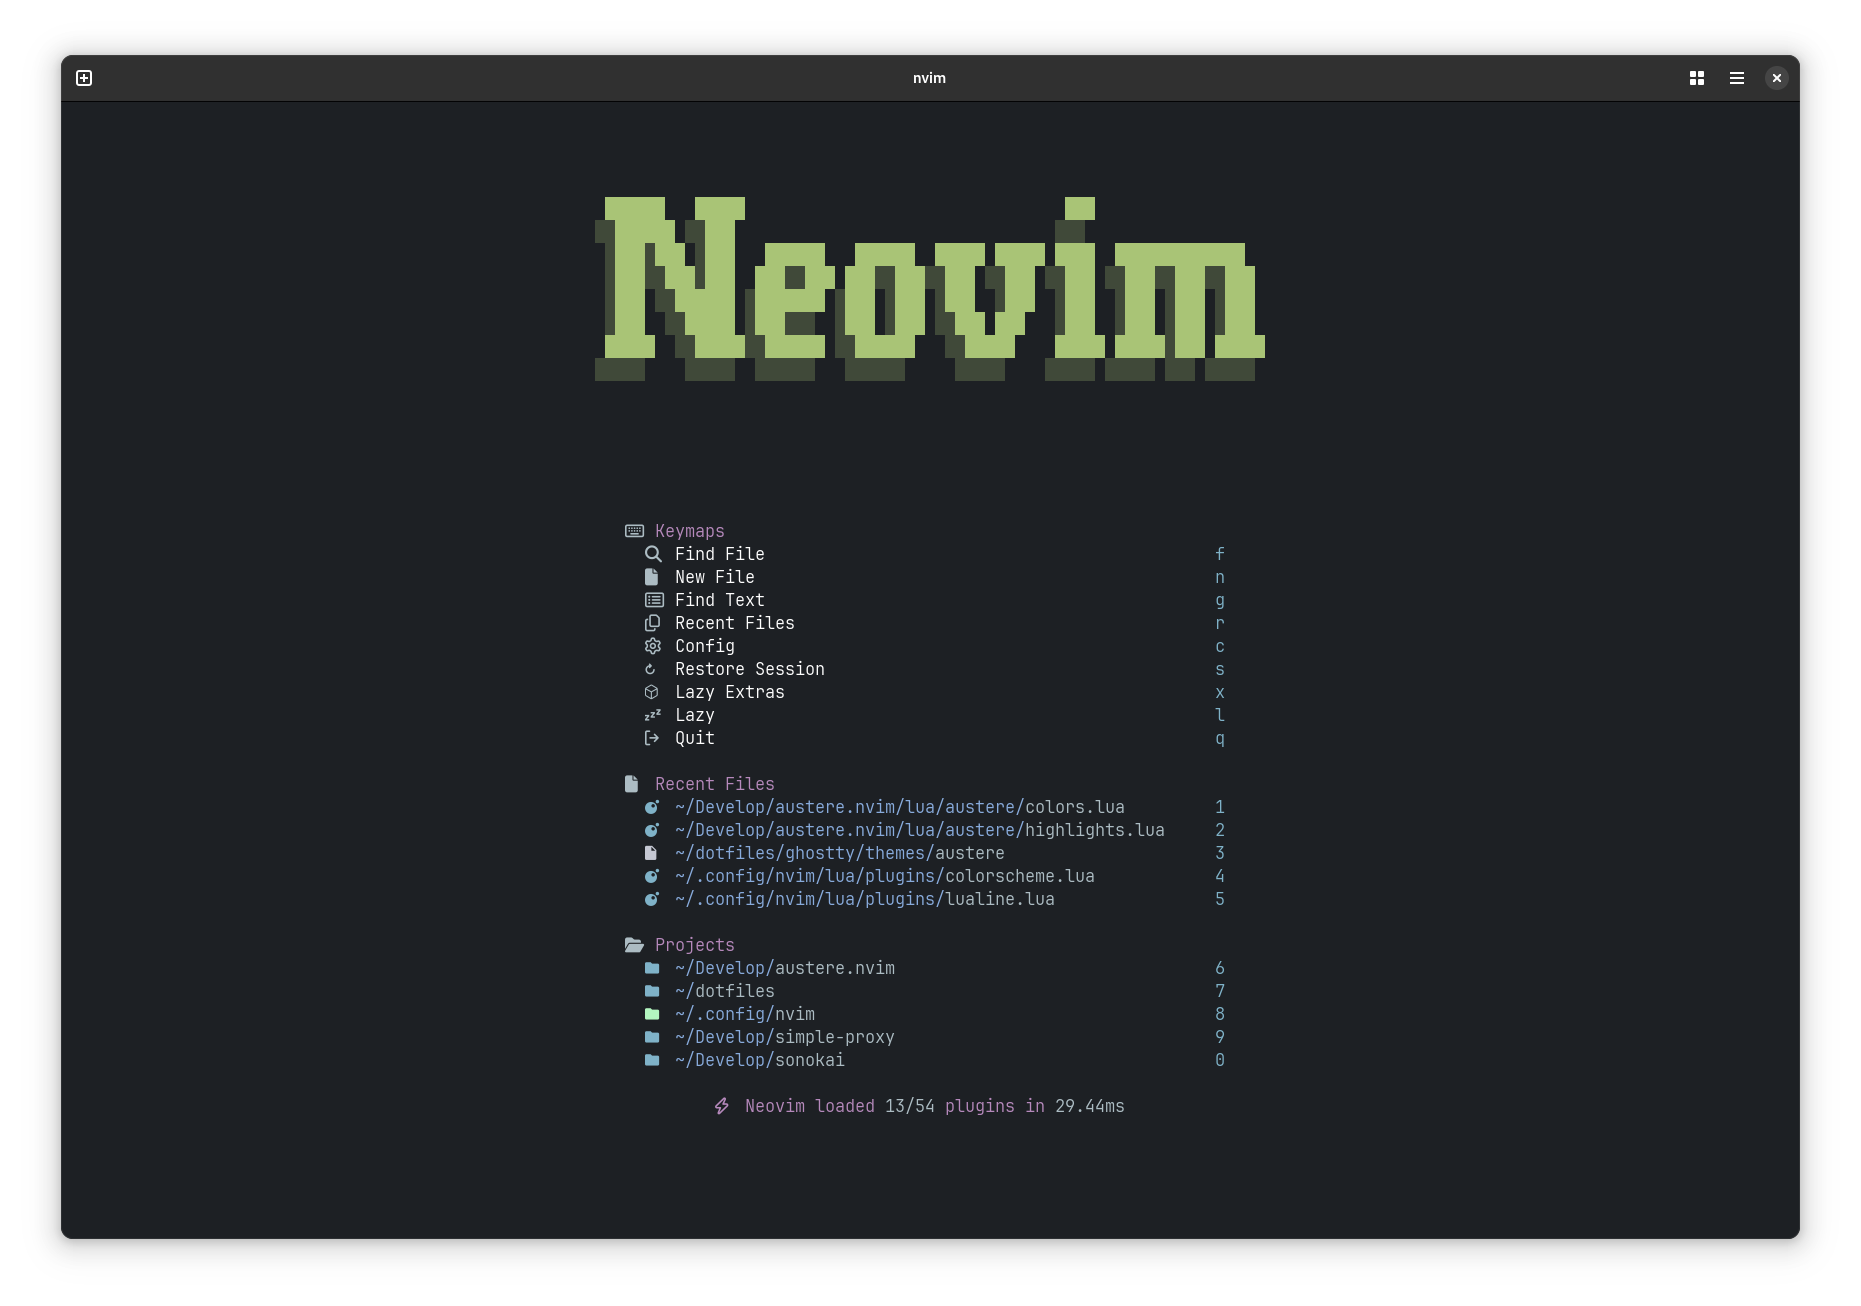 nvim
Neovim
Keymaps
Find File f
New File n
Find Text g
Recent Files r
Config c
Restore Session s
Lazy Extras x
Lazy l
Quit q
Recent Files
~/Develop/austere.nvim/lua/austere/colors.lua 1
~/Develop/austere.nvim/lua/austere/highlights.lua 2
~/dotfiles/ghostty/themes/austere 3
~/.config/nvim/lua/plugins/colorscheme.lua 4
~/.config/nvim/lua/plugins/lualine.lua 5
Projects
~/Develop/austere.nvim 6
~/dotfiles 7
~/.config/nvim 8
~/Develop/simple-proxy 9
~/Develop/sonokai 0
Neovim loaded 13/54 plugins in 29.44ms